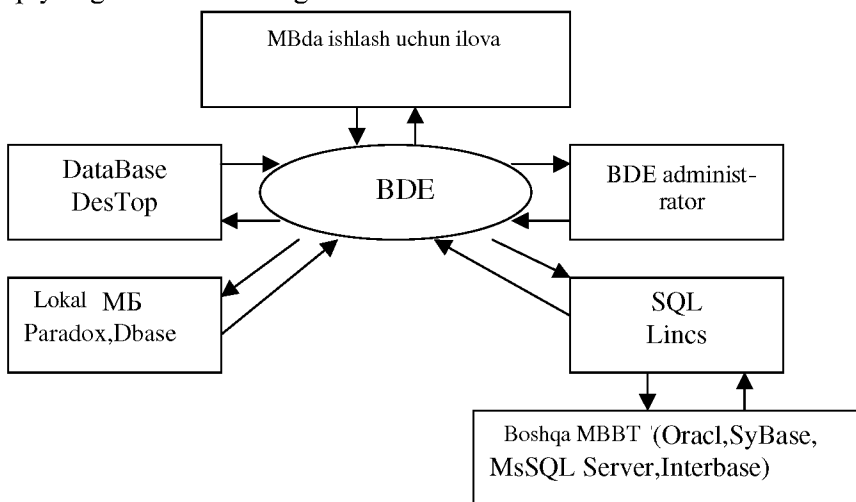 MBda ishlash uchun ilova
DataBase
DesTop
BDE
BDE administ-
rator
Lokal МБ
Paradox,Dbase
SQL
Lincs
Boshqa MBBT (Oracl,SyBase,
MsSQL Server,Interbase)